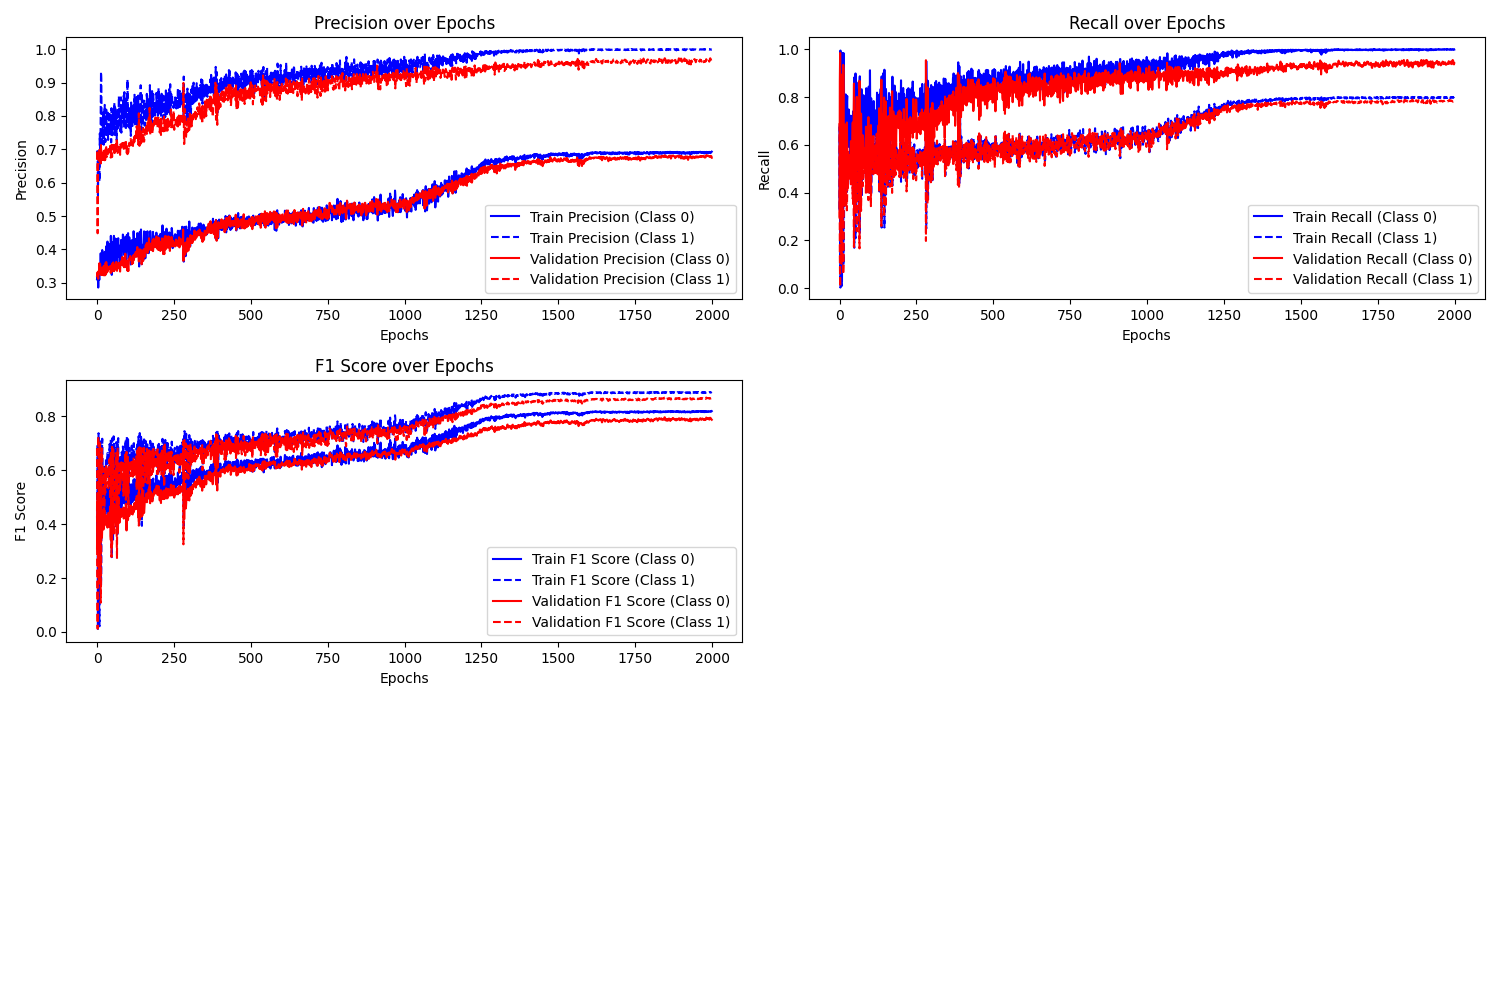 Precision over Epochs
Precision
1.0
0.9
0.8
0.7
0.6
0.5
0.4
0.3
Train Precision (Class 0)
Train Precision (Class 1)
Validation Precision (Class 0)
Validation Precision (Class 1)
0 250 500 750 1000 1250 1500 1750 2000
Epochs
Recall over Epochs
Recall
1.0
0.8
0.6
0.4
0.2
0.0
Train Recall (Class 0)
Train Recall (Class 1)
Validation Recall (Class 0)
Validation Recall (Class 1)
0 250 500 750 1000 1250 1500 1750 2000
Epochs
F1 Score over Epochs
F1 Score
0.8
0.6
0.4
0.2
0.0
Train F1 Score (Class 0)
Train F1 Score (Class 1)
Validation F1 Score (Class 0)
Validation F1 Score (Class 1)
0 250 500 750 1000 1250 1500 1750 2000
Epochs